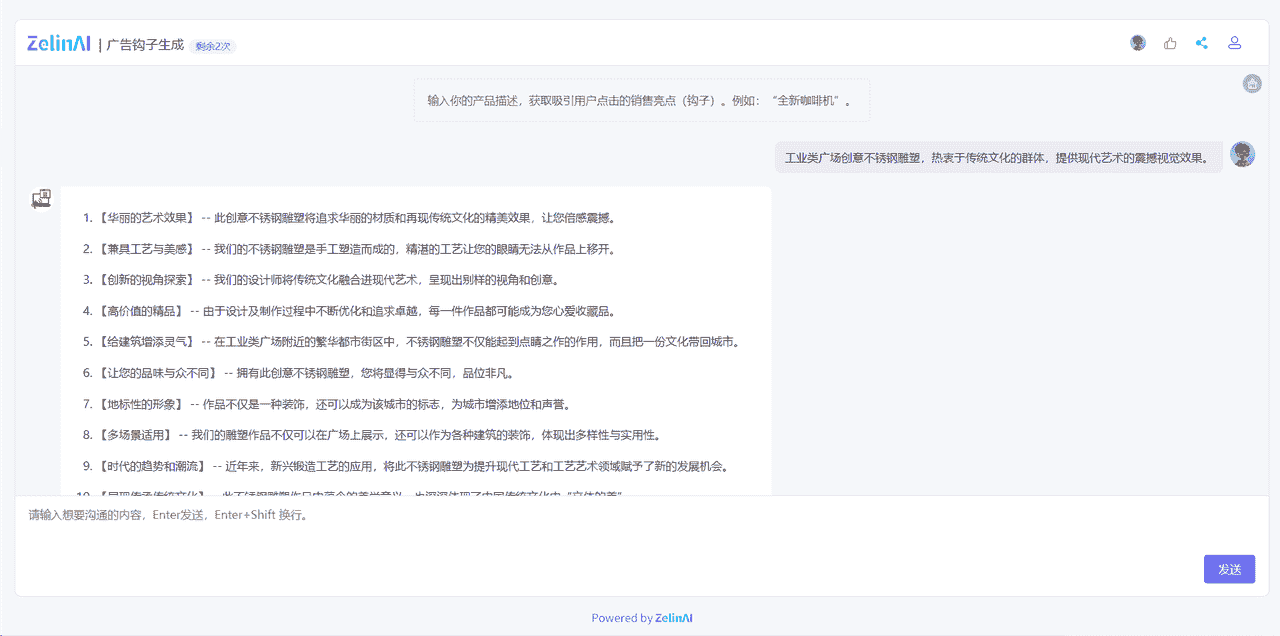 ZelinAI | 广告钩子生成 剩余2次
输入你的产品描述，获取吸引用户点击的销售亮点（钩子）。例如：“全新咖啡机”。
工业类广场创意不锈钢雕塑，热衷于传统文化的群体，提供现代艺术的震撼视觉效果。
1. 【华丽的艺术效果】 -- 此创意不锈钢雕塑将追求华丽的材质和再现传统文化的精美效果，让您倍感震撼。
2. 【兼具工艺与美感】 -- 我们的不锈钢雕塑是手工塑造而成的，精湛的工艺让您的眼睛无法从作品上移开。
3. 【创新的视角探索】 -- 我们的设计师将传统文化融合进现代艺术，呈现出别样的视角和创意。
4. 【高价值的精品】 -- 由于设计及制作过程中不断优化和追求卓越，每一件作品都可能成为您心爱收藏品。
5. 【给建筑增添灵气】 -- 在工业类广场附近的繁华都市街区中，不锈钢雕塑不仅能起到点睛之作的作用，而且把一份文化带回城市。
6. 【让您的品味与众不同】 -- 拥有此创意不锈钢雕塑，您将显得与众不同，品位非凡。
7. 【地标性的形象】 -- 作品不仅是一种装饰，还可以成为该城市的标志，为城市增添地位和声誉。
8. 【多场景适用】 -- 我们的雕塑作品不仅可以在广场上展示，还可以作为各种建筑的装饰，体现出多样性与实用性。
9. 【时代的趋势和潮流】 -- 近年来，新兴锻造工艺的应用，将此不锈钢雕塑为提升现代工艺和工艺艺术领域赋予了新的发展机会。
请输入想要沟通的内容，Enter发送，Enter+Shift 换行。
发送
Powered by ZelinAI